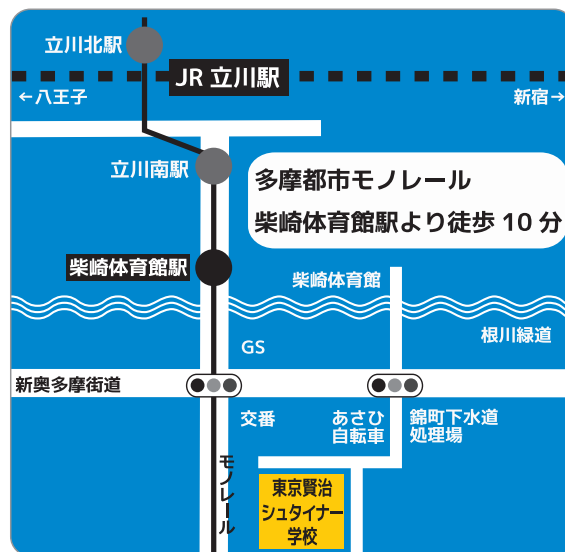 立川北駅
JR 立川駅
←八王子
新宿→
立川南駅
多摩都市モノレール
柴崎体育館駅より徒歩 10 分
柴崎体育館駅
柴崎体育館
根川緑道
GS
新奥多摩街道
交番
あさひ
自転車
錦町下水道
処理場
モノレール
東京賢治
シュタイナー
学校